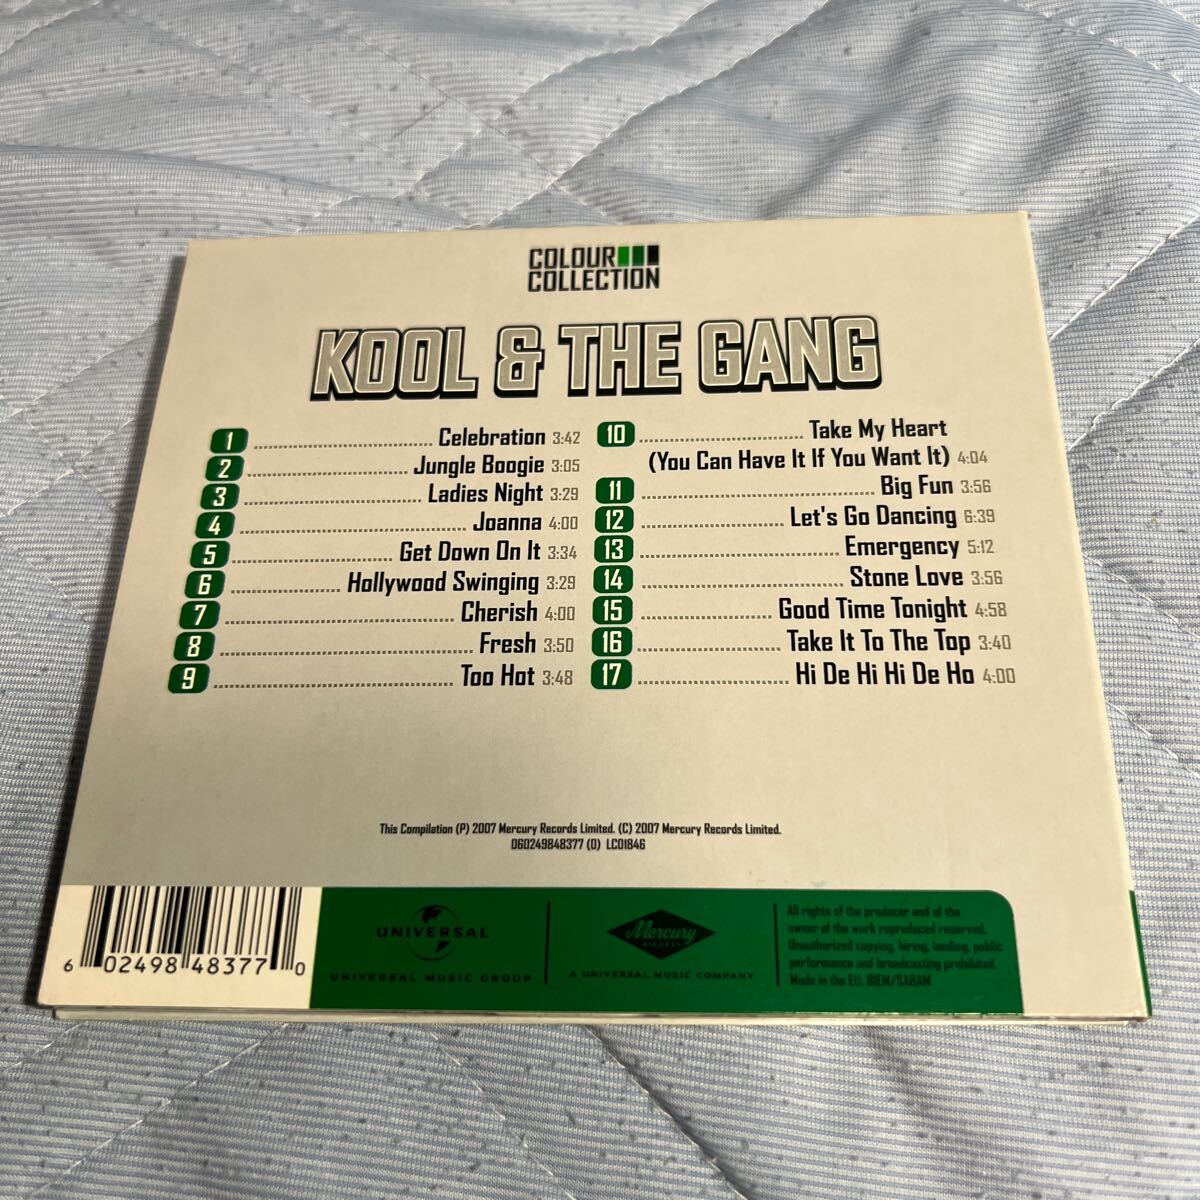 COLOUR
COLLECTION
KOOL & THE GANG
1 Celebration 3:42
2 Jungle Boogie 3:05
3 Ladies Night 3:29
4 Joanna 4:00
5 Get Down On It 3:34
6 Hollywood Swinging 3:29
7 Cherish 4:00
8 Fresh 3:50
9 Too Hot 3:48
10 Take My Heart
(You Can Have It If You Want It) 4:04
11 Big Fun 3:56
12 Let's Go Dancing 6:39
13 Emergency 5:12
14 Stone Love 3:56
15 Good Time Tonight 4:58
16 Take It To The Top 3:40
17 Hi De Hi Hi De Ho 4:00
This Compilation (P) 2007 Mercury Records Limited. (C) 2007 Mercury Records Limited.
060249848377 (0) LC01846
6 02498 48377 0
UNIVERSAL
UNIVERSAL MUSIC GROUP
Mercury
RECORDS
A UNIVERSAL MUSIC COMPANY
All rights of the producer and of the
owner of the work reproduced reserved.
Unauthorized copying, hiring, lending, public
performance and broadcasting prohibited.
Made in the EU. BIEM/SABAM